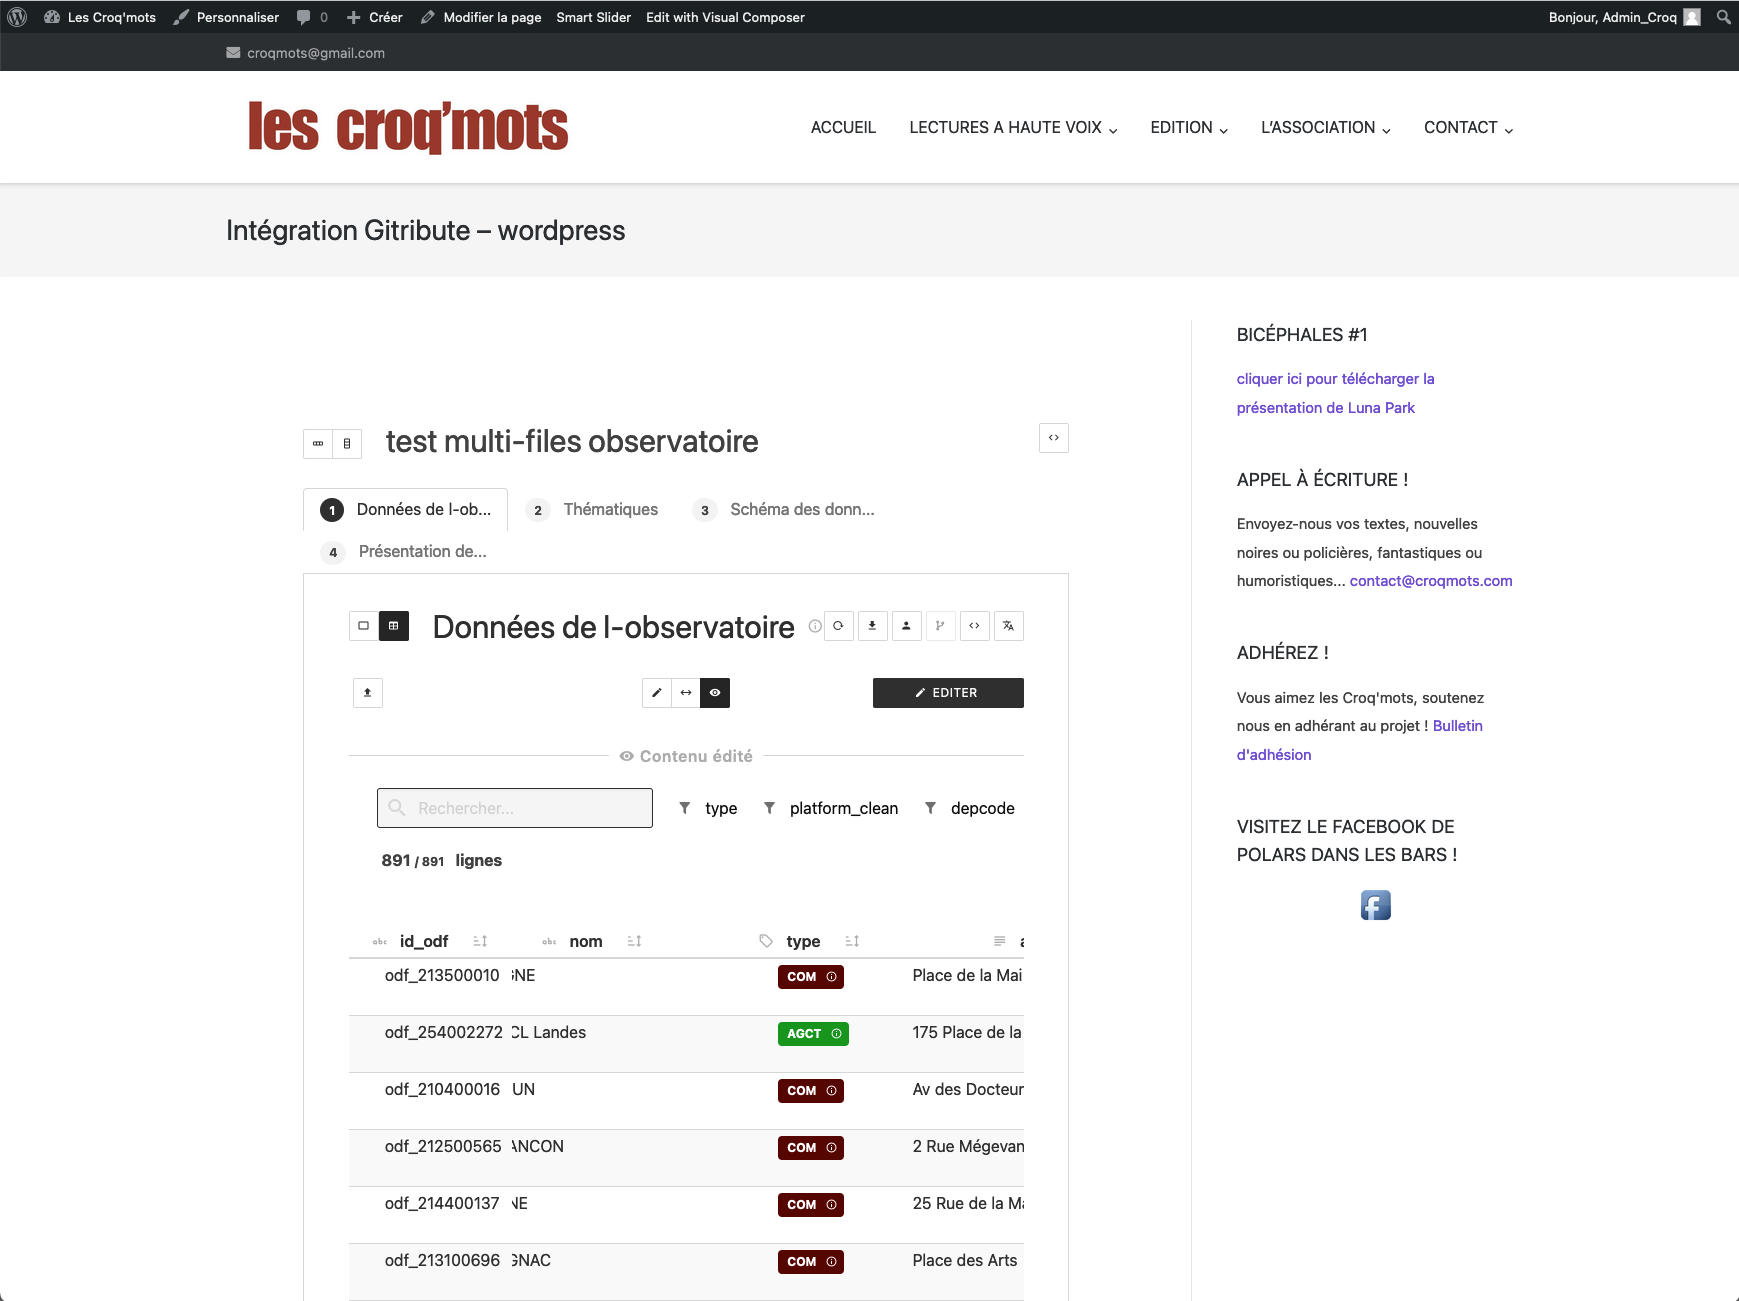 Les Croq'mots Personnaliser 0 Créer Modifier la page Smart Slider Edit with Visual Composer Bonjour, Admin_Croq
croqmots@gmail.com
les croq'mots
ACCUEIL LECTURES A HAUTE VOIX EDITION L'ASSOCIATION CONTACT
Intégration Gitribute – wordpress
test multi-files observatoire
1 Données de l-ob... 2 Thématiques 3 Schéma des donn...
4 Présentation de...
Données de l-observatoire
EDITER
Contenu édité
Rechercher... type platform_clean depcode
891 / 891 lignes
abc id_odf abc nom type
odf_213500010 GNE COM Place de la Mai
odf_254002272 CL Landes AGCT 175 Place de la
odf_210400016 UN COM Av des Docteur
odf_212500565 ANCON COM 2 Rue Mégevan
odf_214400137 NE COM 25 Rue de la Ma
odf_213100696 GNAC COM Place des Arts
BICÉPHALES #1
cliquer ici pour télécharger la
présentation de Luna Park
APPEL À ÉCRITURE !
Envoyez-nous vos textes, nouvelles
noires ou policières, fantastiques ou
humoristiques... contact@croqmots.com
ADHÉREZ !
Vous aimez les Croq'mots, soutenez
nous en adhérant au projet ! Bulletin
d'adhésion
VISITEZ LE FACEBOOK DE
POLARS DANS LES BARS !